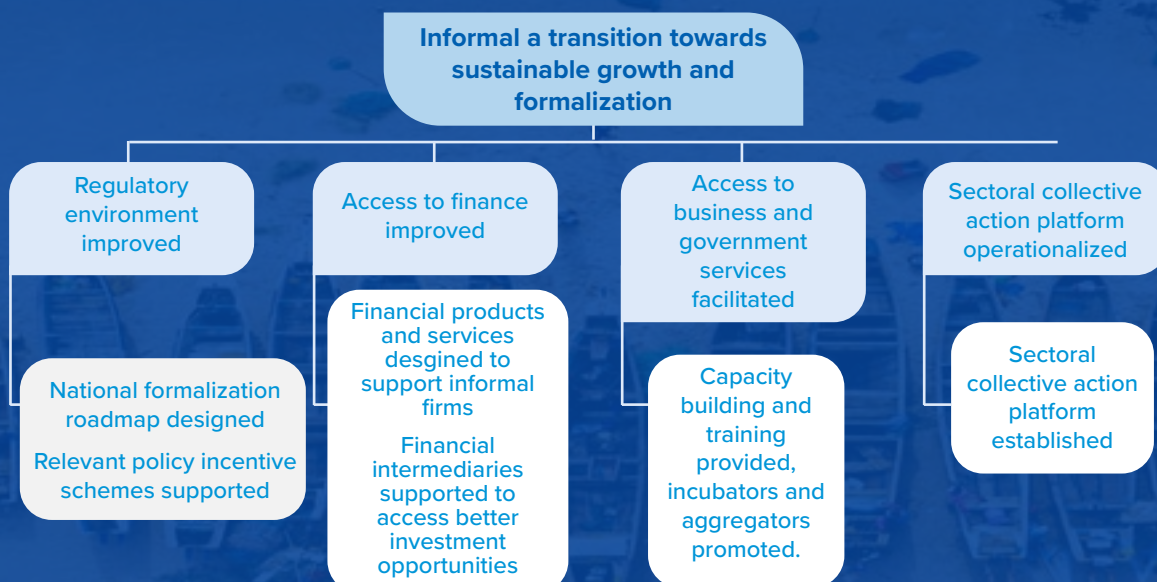 Informal a transition towards
sustainable growth and
formalization
Regulatory
environment
improved
National formalization
roadmap designed
Relevant policy incentive
schemes supported
Access to finance
improved
Financial products
and services
desgined to
support informal
firms
Financial
intermediaries
supported to
access better
investment
opportunities
Access to
business and
government
services
facilitated
Capacity
building and
training
provided,
incubators and
aggregators
promoted.
Sectoral collective
action platform
operationalized
Sectoral
collective action
platform
established